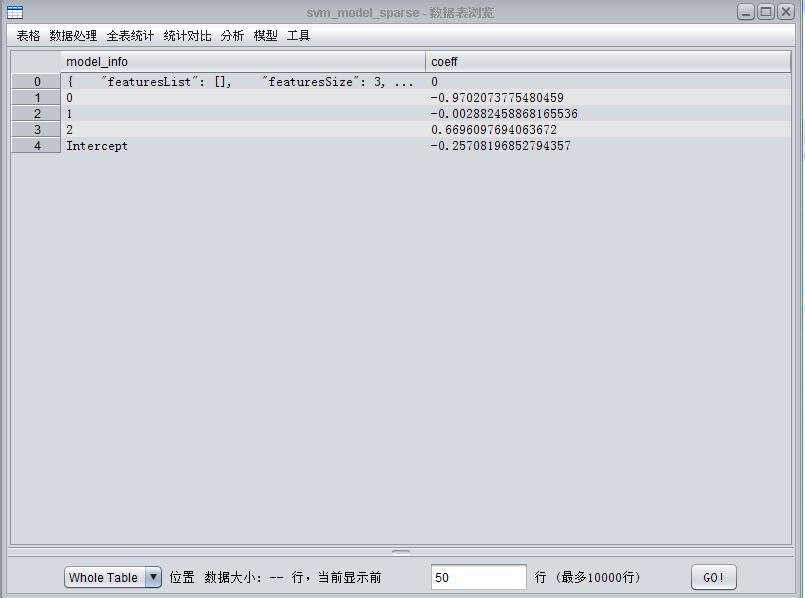 svm_model_sparse - 数据表浏览
表格 数据处理 全表统计 统计对比 分析 模型 工具
model_info coeff
0 { "featuresList": [], "featuresSize": 3, ... 0
1 0 -0.9702073775480459
2 1 -0.002882458868165536
3 2 0.6696097694063672
4 Intercept -0.25708196852794357
Whole Table 位置 数据大小: -- 行，当前显示前 50 行 (最多10000行) GO!